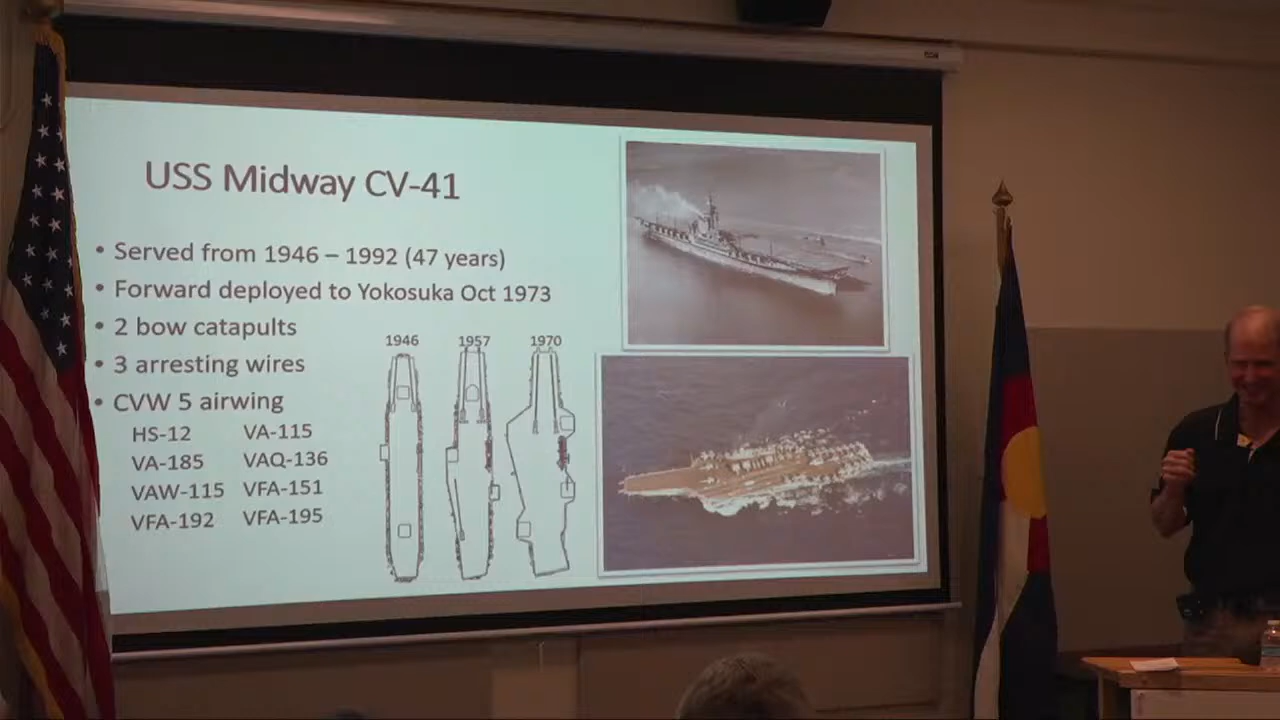 USS Midway CV-41
• Served from 1946 – 1992 (47 years)
• Forward deployed to Yokosuka Oct 1973
• 2 bow catapults
• 3 arresting wires
• CVW 5 airwing
HS-12 VA-115
VA-185 VAQ-136
VAW-115 VFA-151
VFA-192 VFA-195
1946 1957 1970